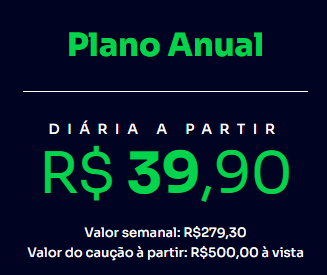 Plano Anual
DIÁRIA A PARTIR
R$ 39,90
Valor semanal: R$279,30
Valor do caução à partir: R$500,00 à vista